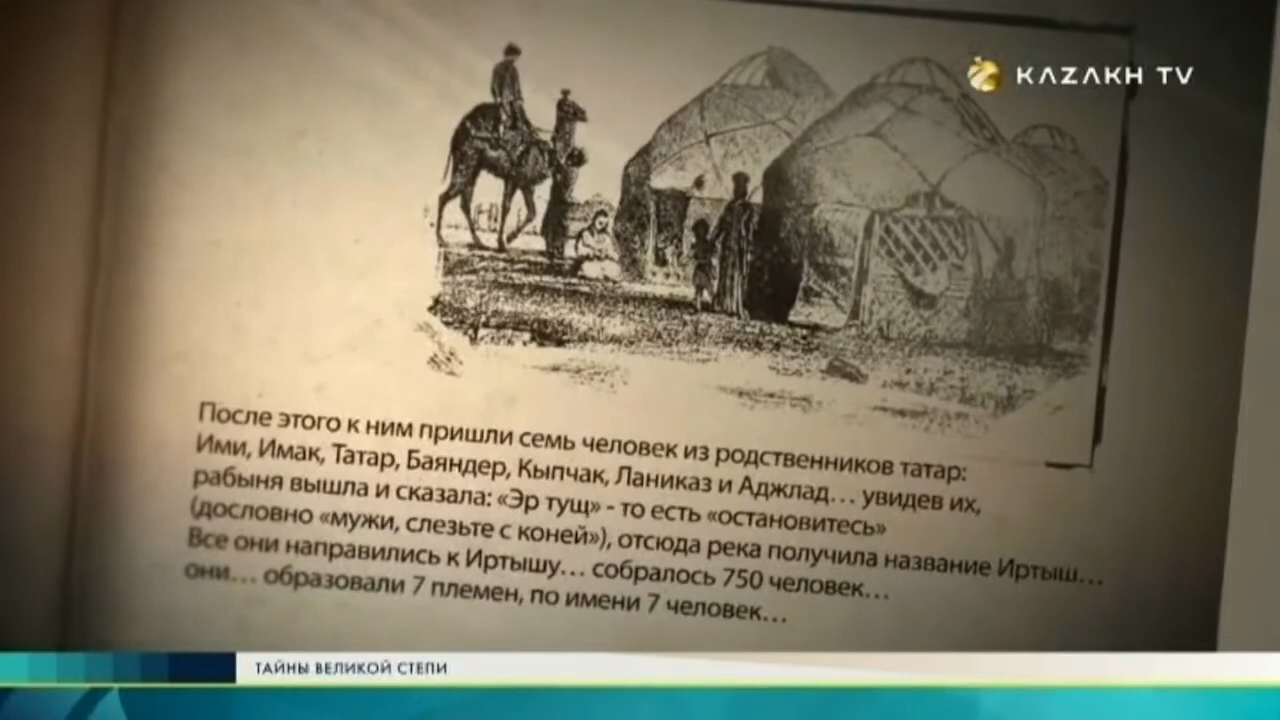 KAZAKH TV
После этого к ним пришли семь человек из родственников татар:
Ими, Имак, Татар, Баяндер, Кыпчак, Ланиказ и Аджлад... увидев их,
рабыня вышла и сказала: «Эр тущ» - то есть «остановитесь»
(дословно «мужи, слезьте с коней»), отсюда река получила название Иртыш...
Все они направились к Иртышу... собралось 750 человек...
они... образовали 7 племен, по имени 7 человек...
ТАЙНЫ ВЕЛИКОЙ СТЕПИ